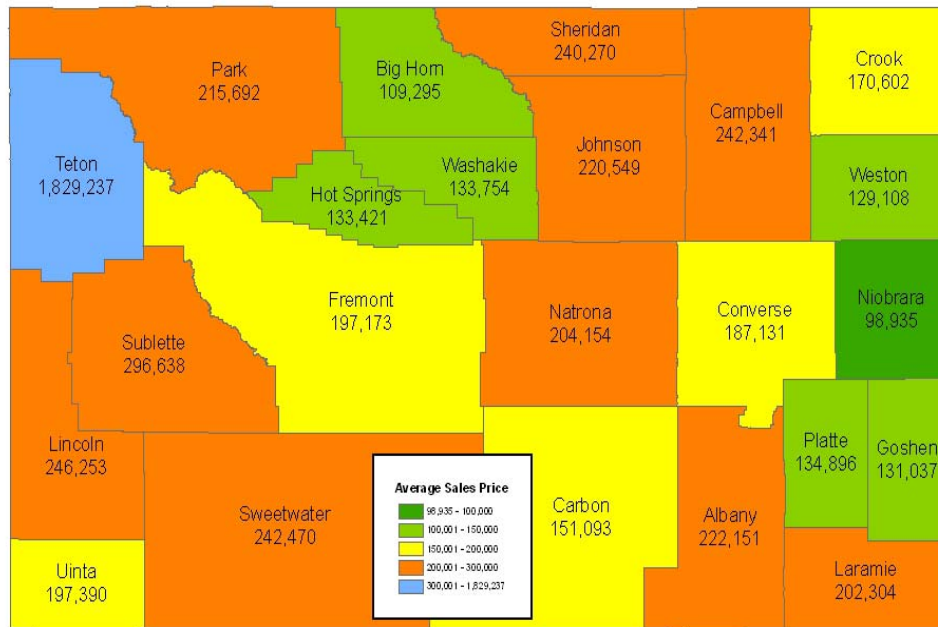 Sheridan
240,270
Park
215,692
Big Horn
109,295
Crook
170,602
Campbell
242,341
Johnson
220,549
Teton
1,829,237
Washakie
133,754
Hot Springs
133,421
Weston
129,108
Fremont
197,173
Natrona
204,154
Converse
187,131
Niobrara
98,935
Sublette
296,638
Lincoln
246,253
Platte
134,896
Goshen
131,037
Sweetwater
242,470
Carbon
151,093
Albany
222,151
Uinta
197,390
Laramie
202,304
Average Sales Price
98,935 - 100,000
100,001 - 150,000
150,001 - 200,000
200,001 - 300,000
300,001 - 1,829,237